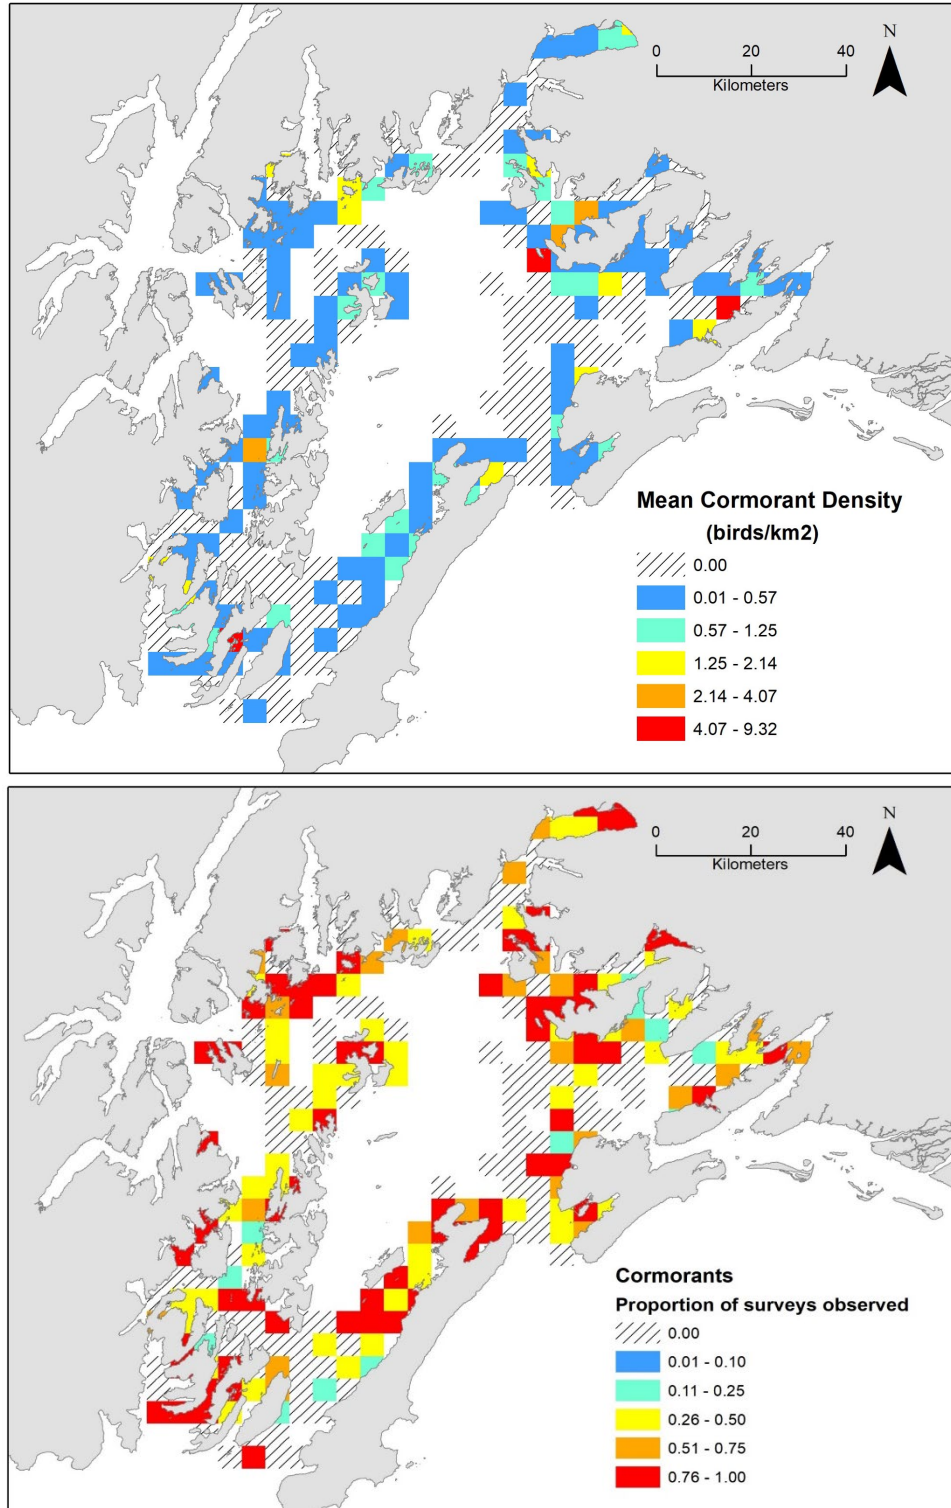 N
0 20 40
Kilometers
Mean Cormorant Density
(birds/km2)
0.00
0.01 - 0.57
0.57 - 1.25
1.25 - 2.14
2.14 - 4.07
4.07 - 9.32
N
0 20 40
Kilometers
Cormorants
Proportion of surveys observed
0.00
0.01 - 0.10
0.11 - 0.25
0.26 - 0.50
0.51 - 0.75
0.76 - 1.00